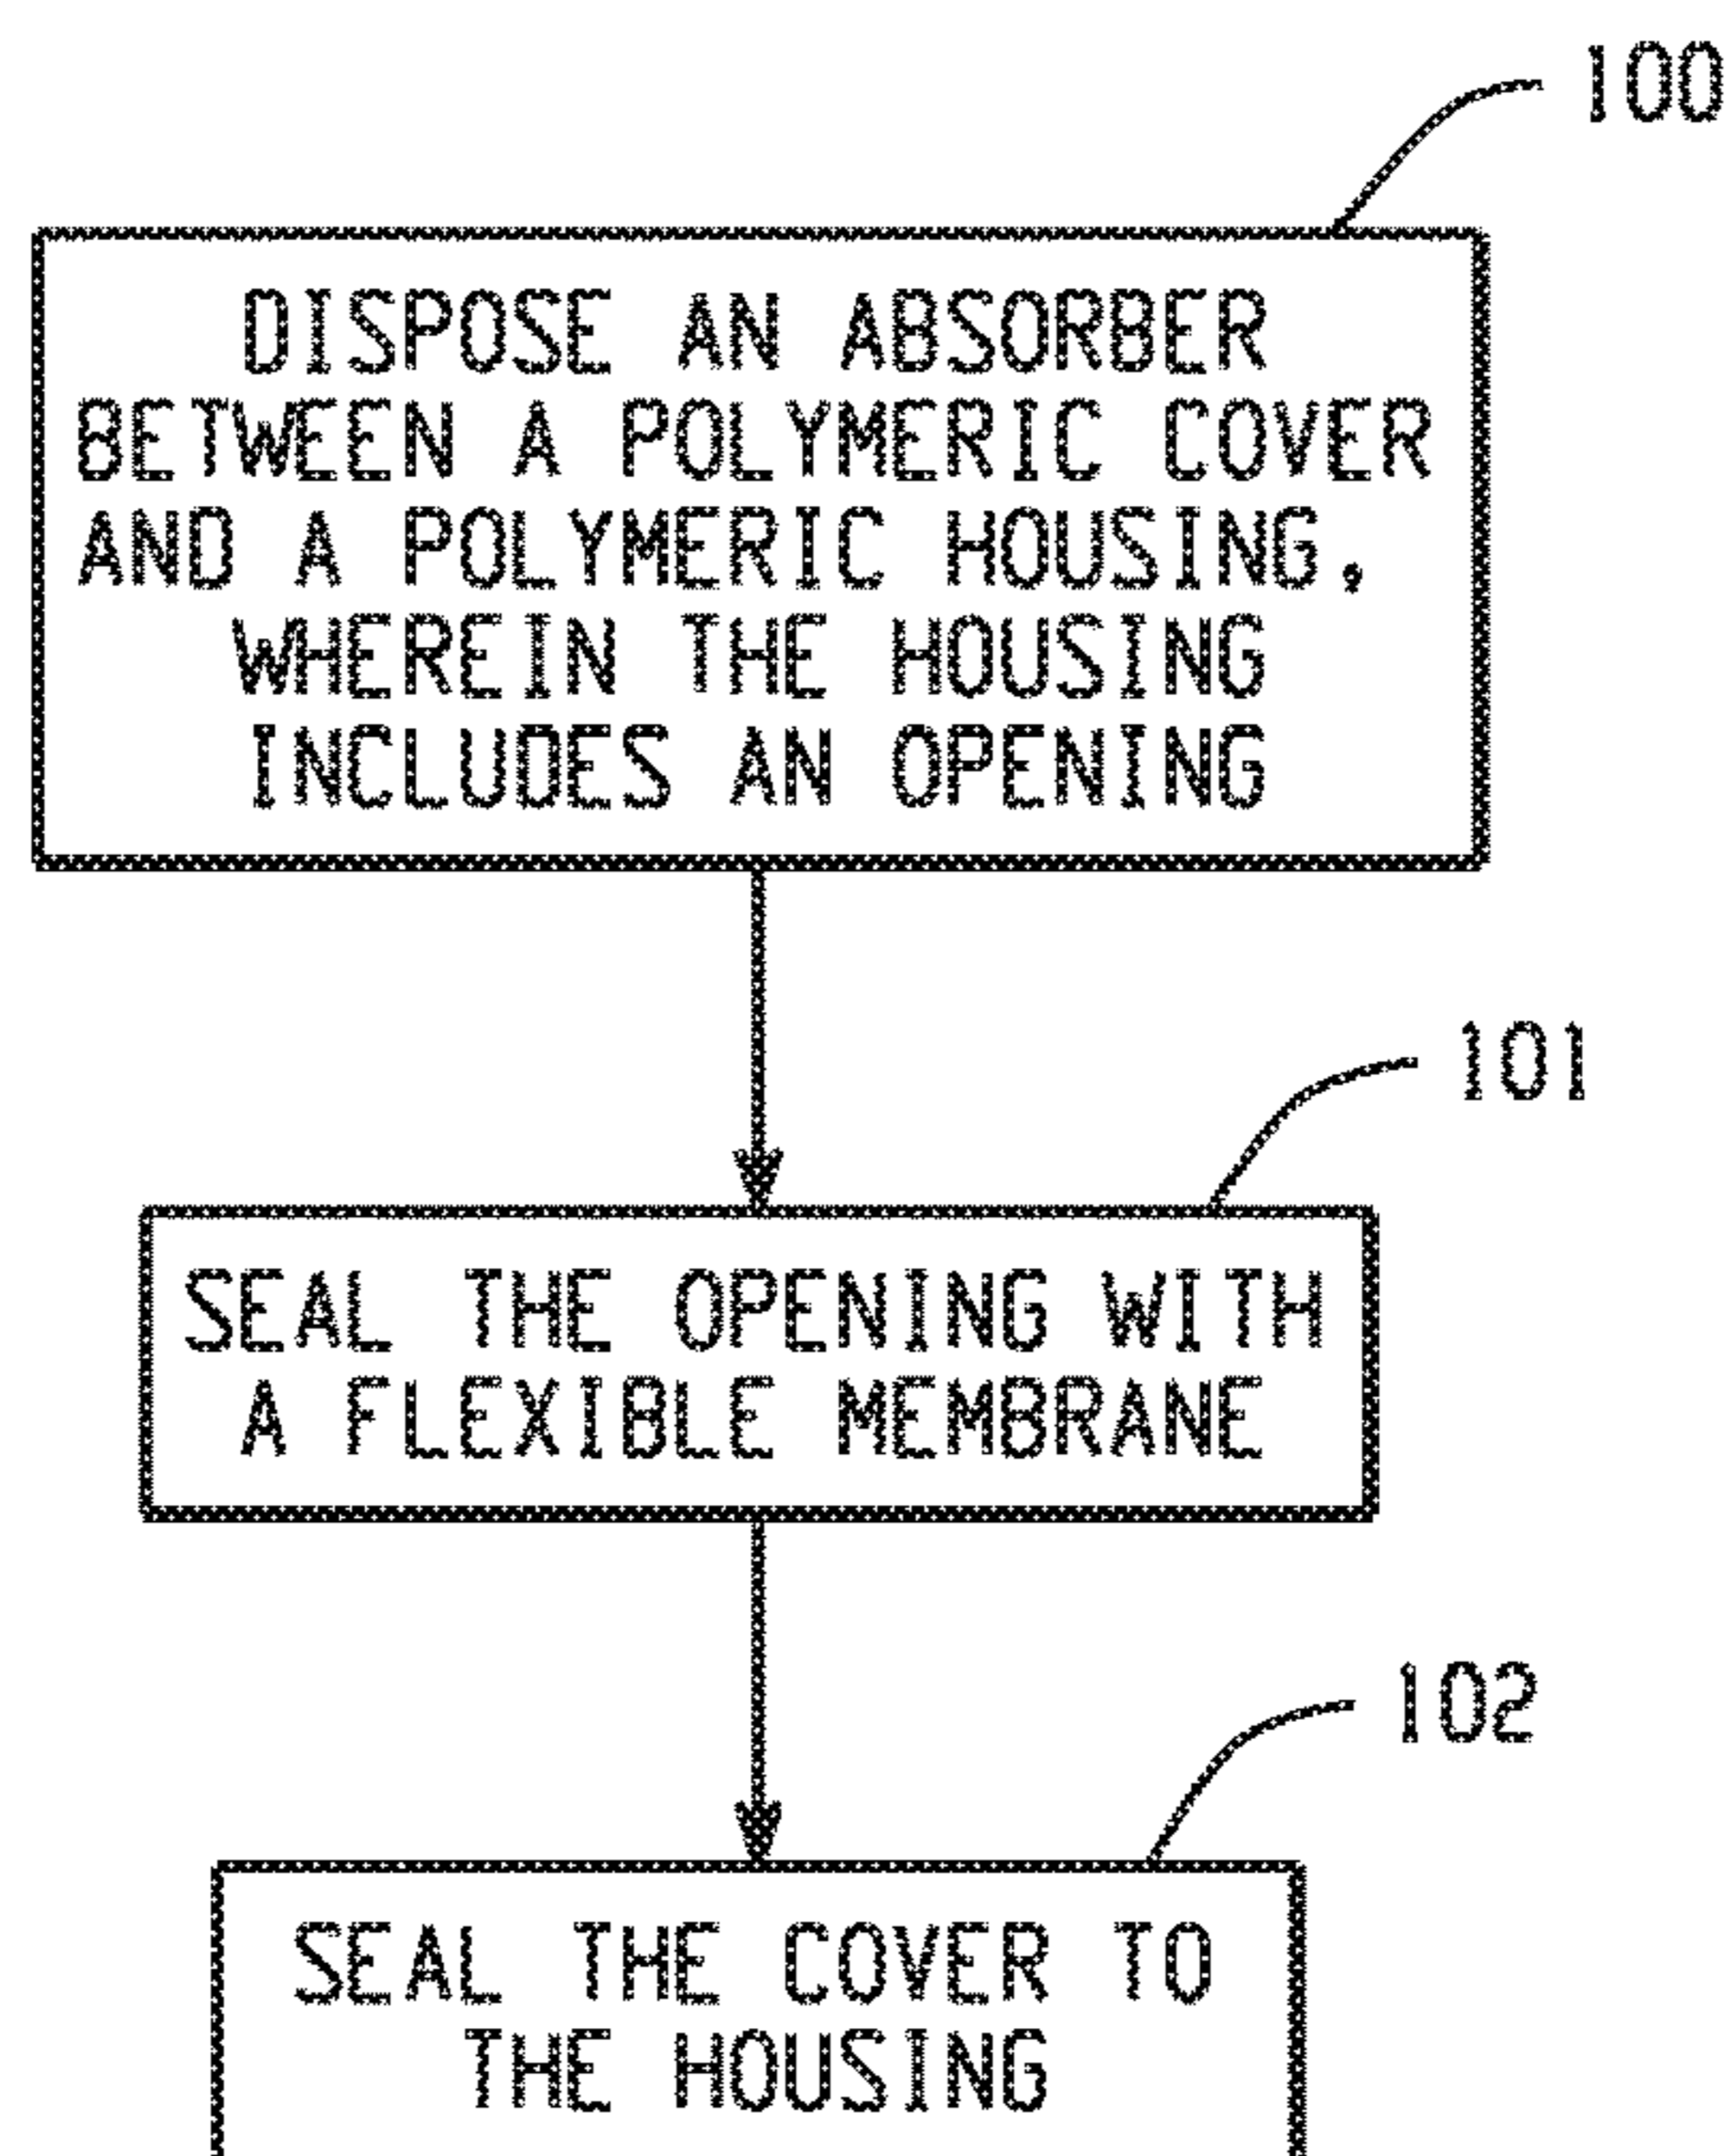 100
DISPOSE AN ABSORBER
BETWEEN A POLYMERIC COVER
AND A POLYMERIC HOUSING,
WHEREIN THE HOUSING
INCLUDES AN OPENING
101
SEAL THE OPENING WITH
A FLEXIBLE MEMBRANE
102
SEAL THE COVER TO
THE HOUSING